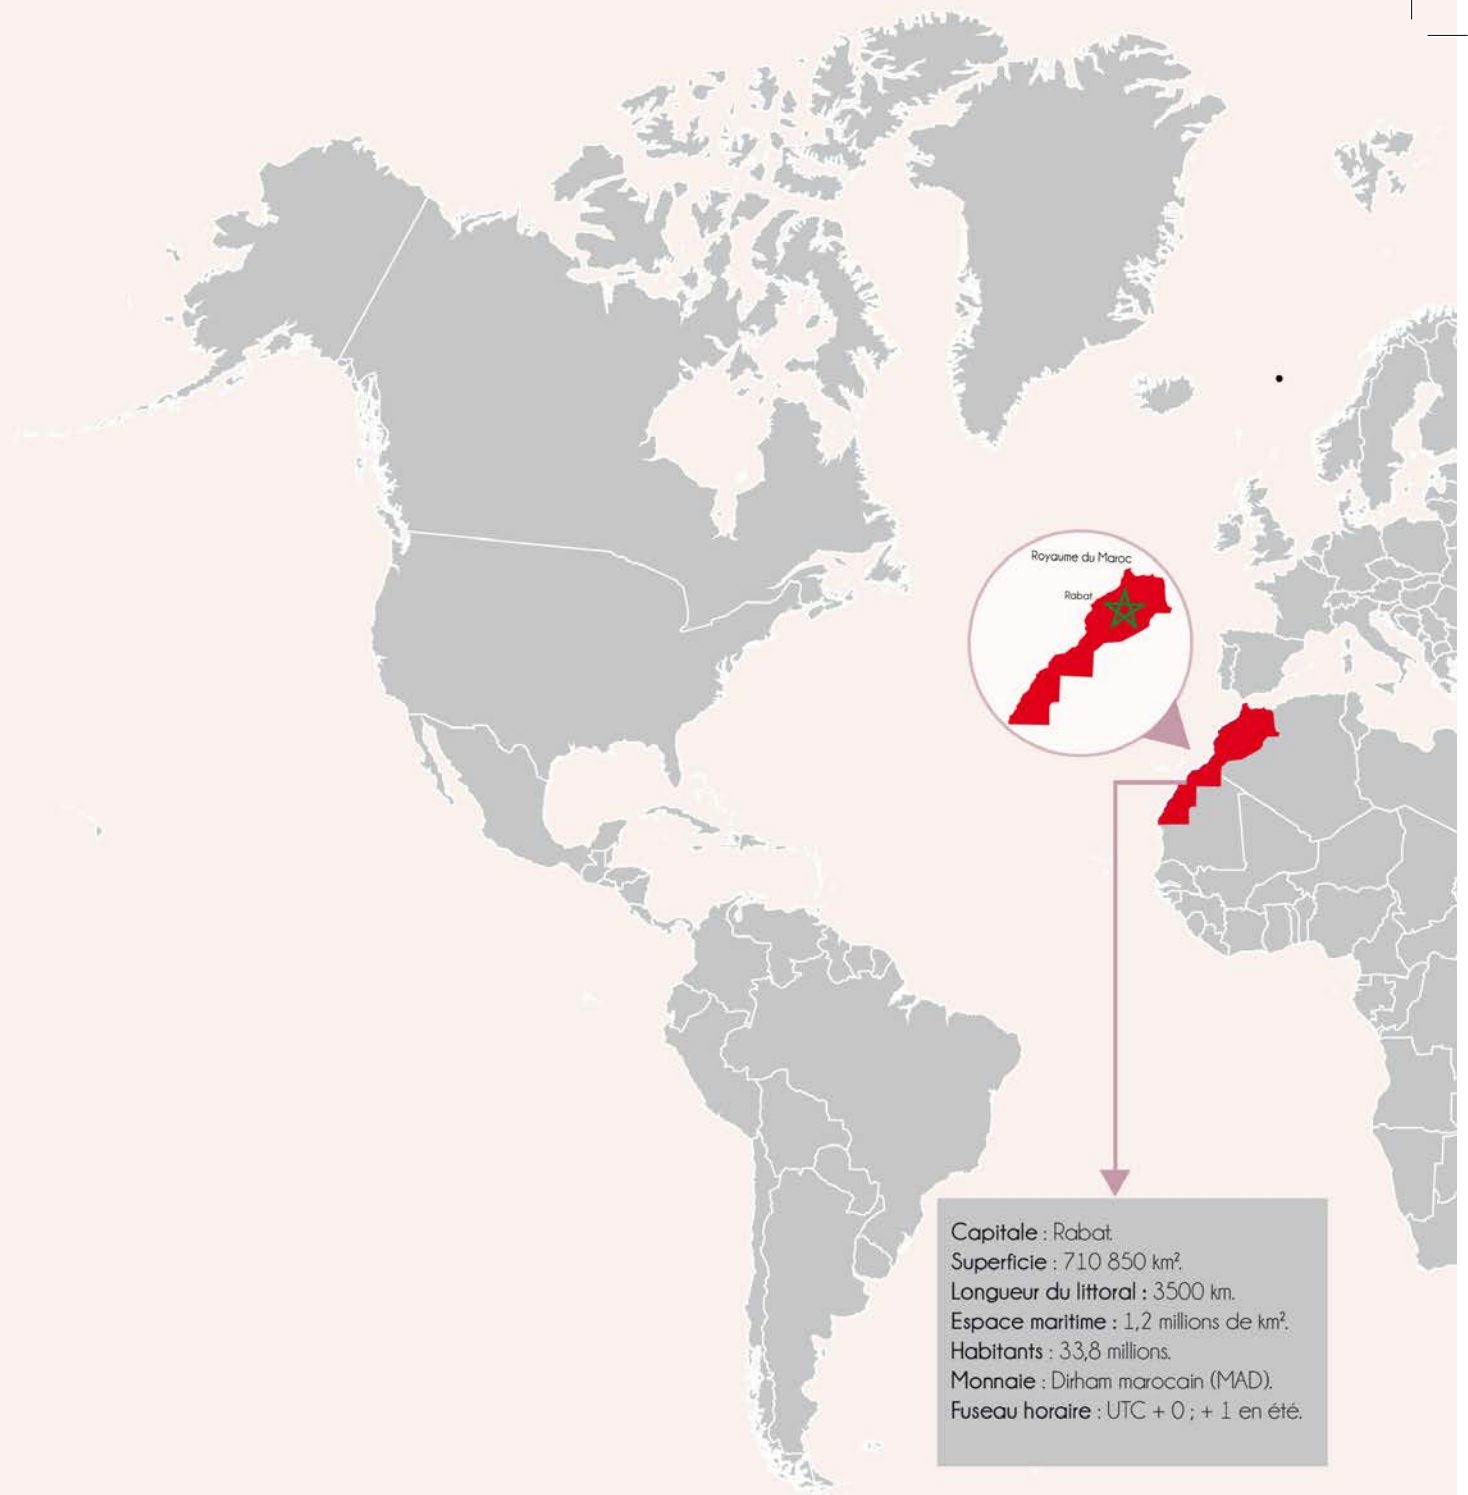 Royaume du Maroc
Rabat
Capitale : Rabat.
Superficie : 710 850 km².
Longueur du littoral : 3500 km.
Espace maritime : 1,2 millions de km².
Habitants : 33,8 millions.
Monnaie : Dirham marocain (MAD).
Fuseau horaire : UTC + 0 ; + 1 en été.